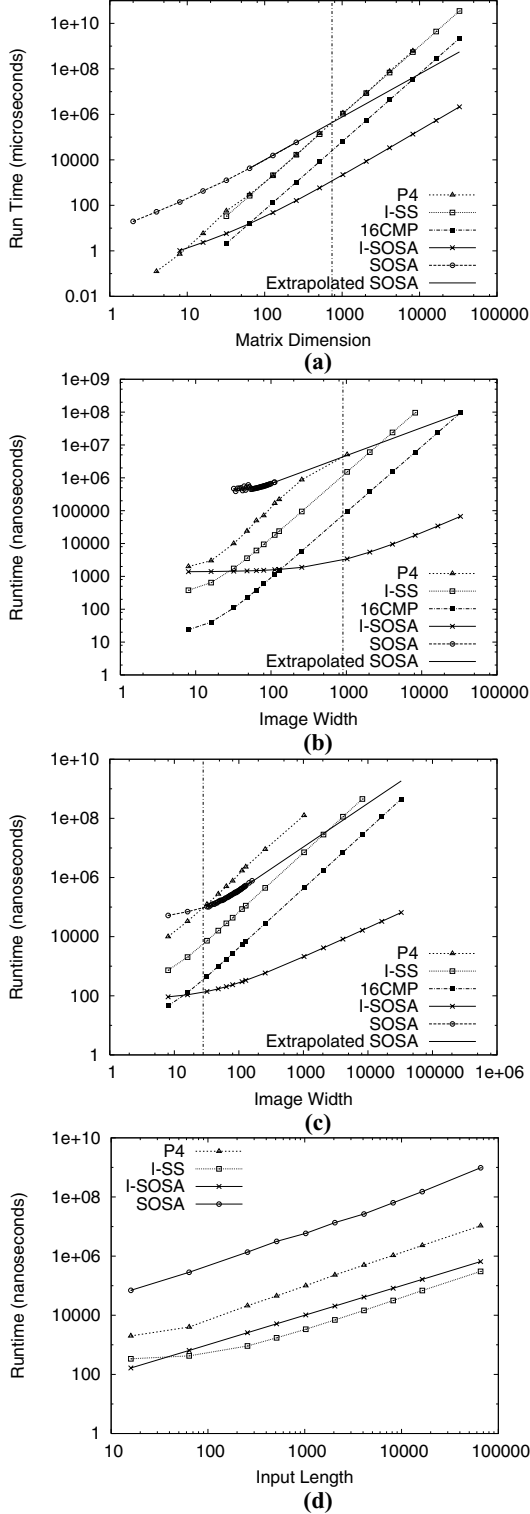 1e+10
1e+08
1e+06
10000
100
1
0.01
Run Time (microseconds)
P4
I-SS
16CMP
I-SOSA
SOSA
Extrapolated SOSA
1 10 100 1000 10000 100000
Matrix Dimension
(a)
1e+09
1e+08
1e+07
1e+06
100000
10000
1000
100
10
1
Runtime (nanoseconds)
P4
I-SS
16CMP
I-SOSA
SOSA
Extrapolated SOSA
1 10 100 1000 10000 100000
Image Width
(b)
1e+10
1e+08
1e+06
10000
100
1
Runtime (nanoseconds)
P4
I-SS
16CMP
I-SOSA
SOSA
Extrapolated SOSA
1 10 100 1000 10000 100000 1e+06
Image Width
(c)
1e+10
1e+08
1e+06
10000
100
1
Runtime (nanoseconds)
P4
I-SS
I-SOSA
SOSA
10 100 1000 10000 100000
Input Length
(d)